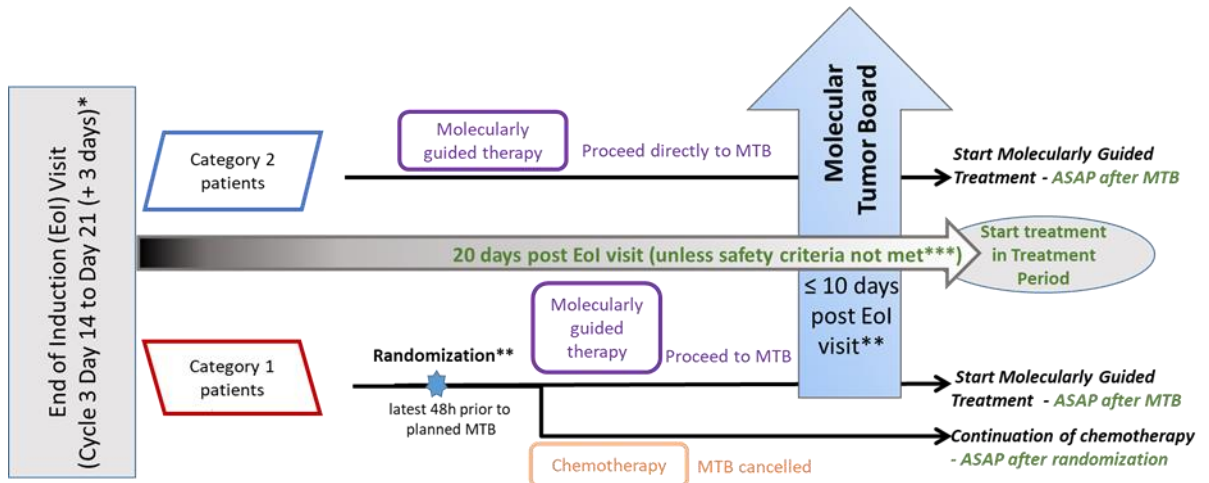 End of Induction (EoI) Visit
(Cycle 3 Day 14 to Day 21 (+ 3 days)*
Category 2
patients
Molecularly
guided therapy
Proceed directly to MTB
Molecular
Tumor Board
Start Molecularly Guided
Treatment - ASAP after MTB
20 days post EoI visit (unless safety criteria not met***)
Start treatment
in Treatment
Period
≤ 10 days
post EoI
visit**
Category 1
patients
Randomization**
latest 48h prior to
planned MTB
Molecularly
guided
therapy
Proceed to MTB
Start Molecularly Guided
Treatment - ASAP after MTB
Chemotherapy
MTB cancelled
Continuation of chemotherapy
- ASAP after randomization